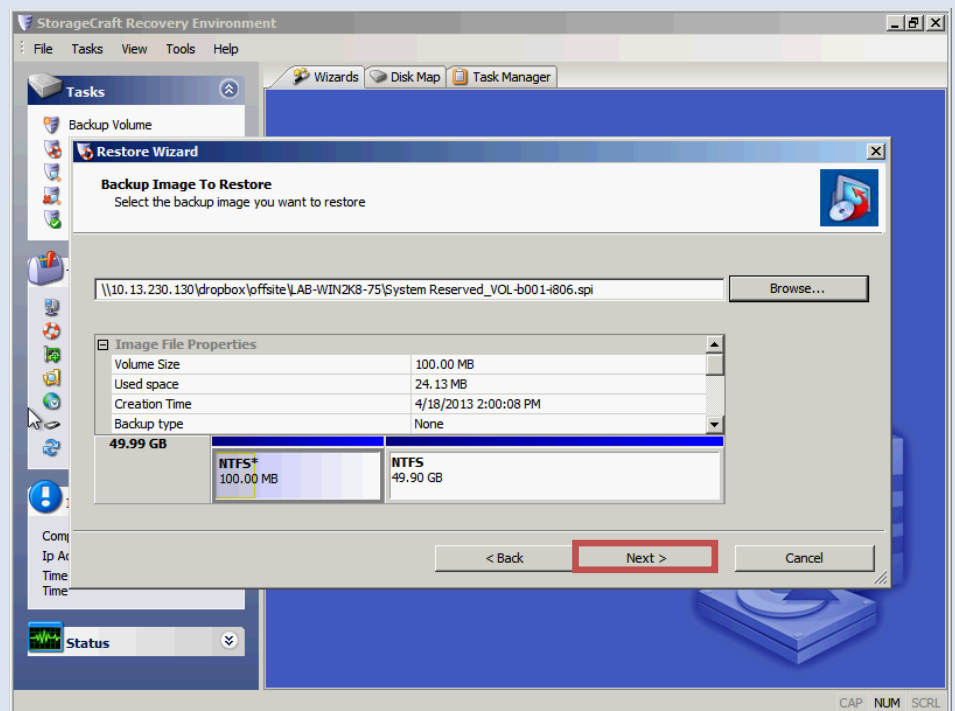 StorageCraft Recovery Environment
File Tasks View Tools Help
Wizards Disk Map Task Manager
Tasks
Backup Volume
Restore Wizard
Backup Image To Restore
Select the backup image you want to restore
\\10.13.230.130\dropbox\offsite\LAB-WIN2K8-75\System Reserved_VOL-b001-i806.spi
Browse...
Image File Properties
Volume Size 100.00 MB
Used space 24.13 MB
Creation Time 4/18/2013 2:00:08 PM
Backup type None
49.99 GB
NTFS*
100.00 MB
NTFS
49.90 GB
< Back Next > Cancel
Ip
Time
Time
Status
CAP NUM SCRL